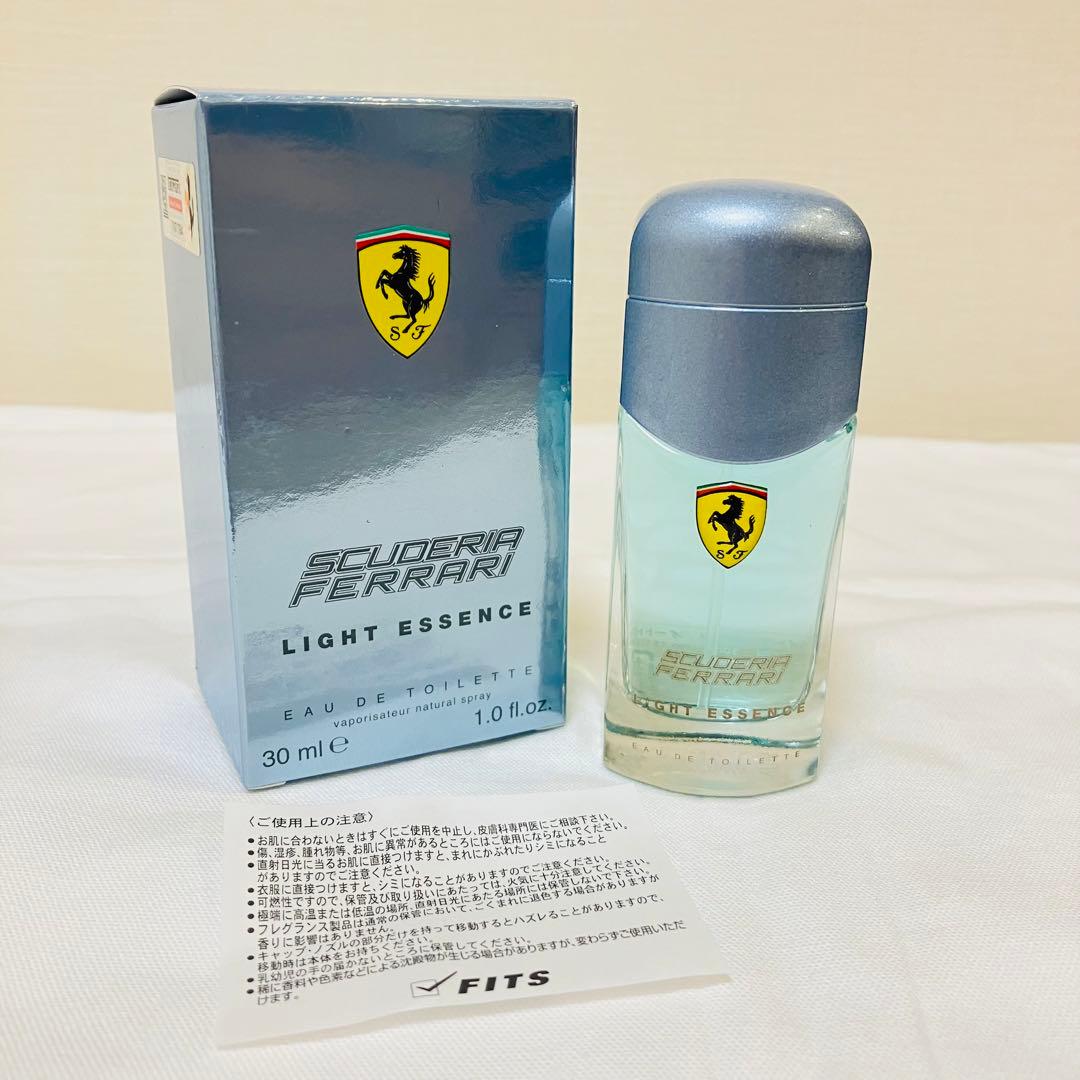 S F
SCUDERIA
FERRARI
LIGHT ESSENCE
EAU DE TOILETTE
vaporisateur natural spray
30 ml e
1.0 fl.oz.
S F
SCUDERIA
FERRARI
LIGHT ESSENCE
EAU DE TOILETTE
〈ご使用上の注意〉
●お肌に合わないときはすぐにご使用を中止し、皮膚科専門医にご相談下さい。
●傷、湿疹、腫れ物等、お肌に異常があるところにはご使用にならないでください。
●直射日光に当るお肌に直接つけますと、まれにかぶれたりシミになること
がありますのでご注意ください。
●衣服に直接つけますと、シミになることがありますのでご注意ください。
●可燃性ですので、保管及び取り扱いにあたっては、火気に十分注意してください。
●極端に高温または低温の場所、直射日光にあたる場所には保管しないで下さい。
●フレグランス製品は通常の保管において、ごくまれに退色する場合がありますが
香りに影響はありません。
●キャップ・ノズルの部分だけを持って移動するとハズレることがありますので、
移動時は本体をお持ちください。
●乳幼児の手の届かないところに保管してください。
●稀に香料や色素などによる沈殿物が生じる場合がありますが、変わらずご使用いただ
けます。
FITS